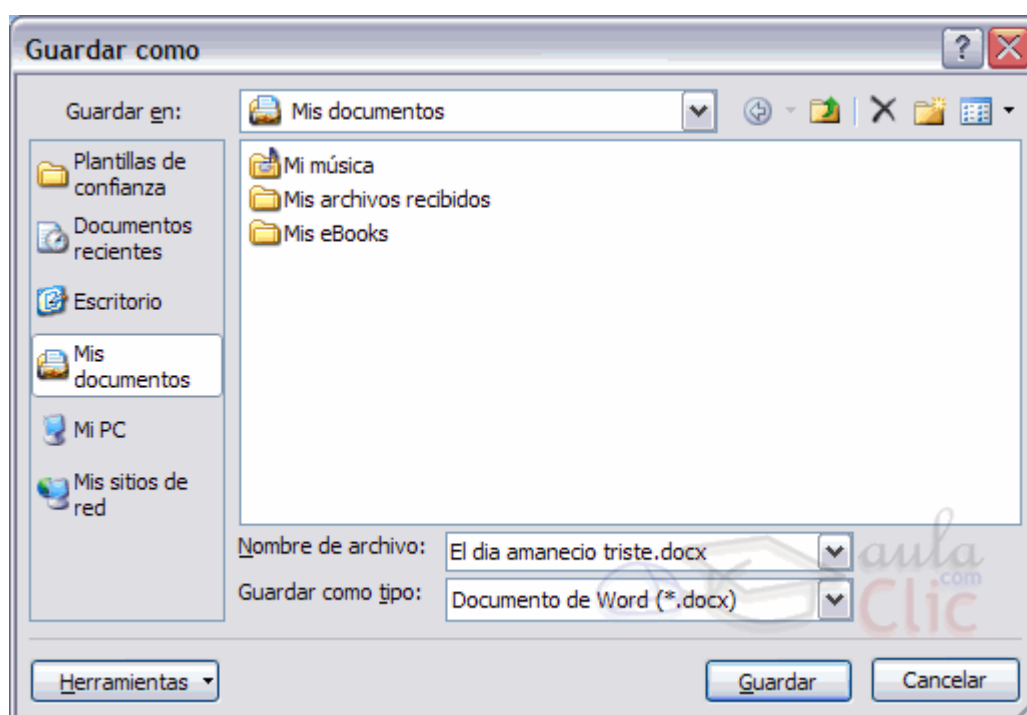 Guardar como
Guardar en:
Mis documentos
Plantillas de
confianza
Documentos
recientes
Escritorio
Mis
documentos
Mi PC
Mis sitios de
red
Mi música
Mis archivos recibidos
Mis eBooks
Nombre de archivo:
El dia amanecio triste.docx
Guardar como tipo:
Documento de Word (*.docx)
aula
.com
Clic
Herramientas
Guardar
Cancelar